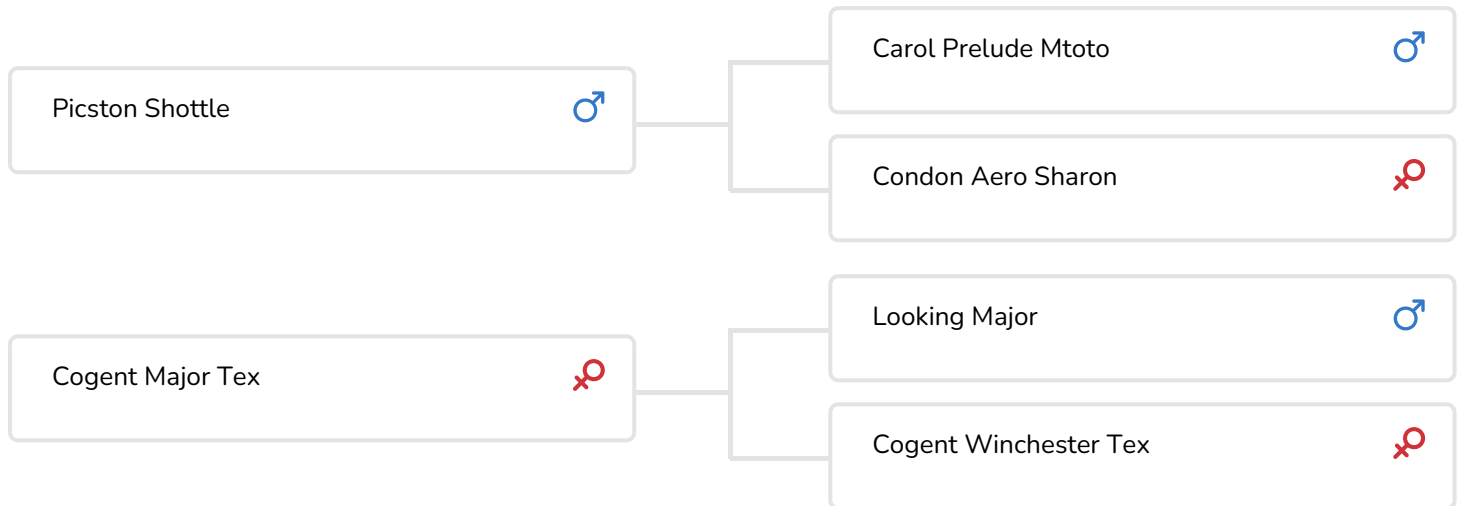 Carol Prelude Mtoto
Picston Shottle
Condon Aero Sharon
Looking Major
Cogent Major Tex
Cogent Winchester Tex